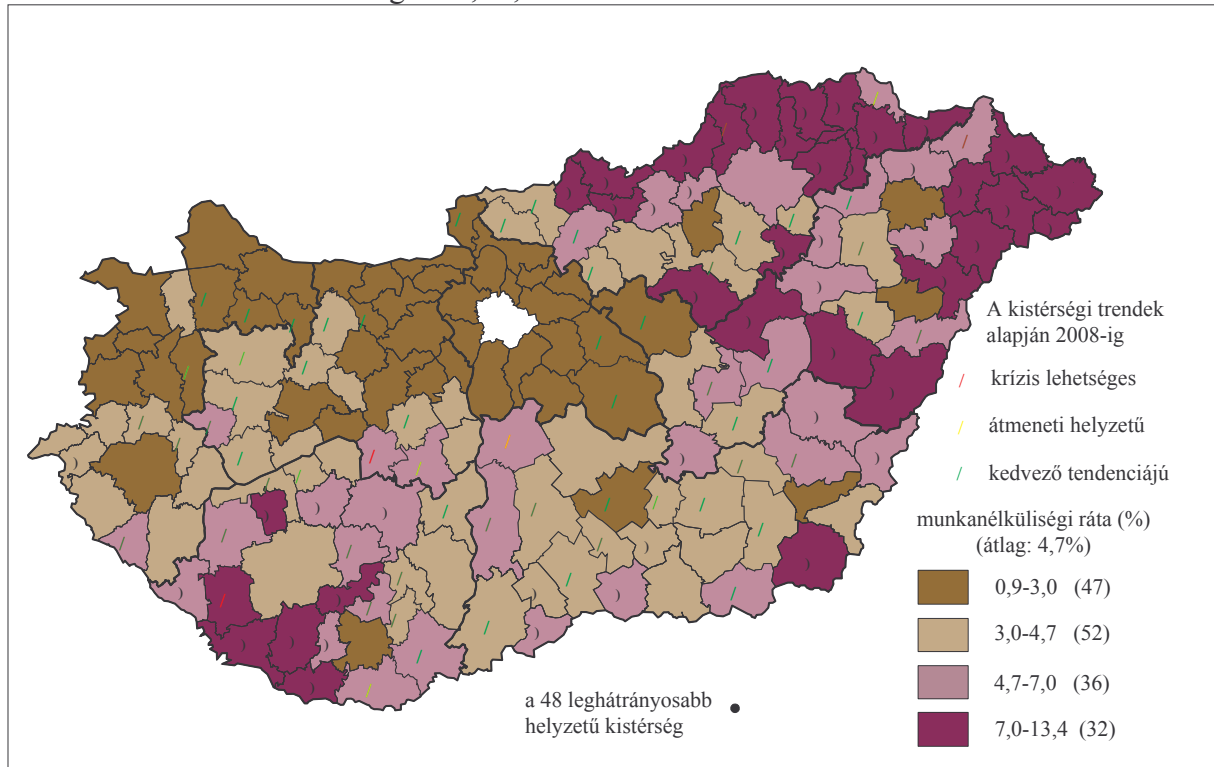 A kistérségi trendek
alapján 2008-ig
krízis lehetséges
átmeneti helyzetű
kedvező tendenciájú
munkanélküliségi ráta (%)
(átlag: 4,7%)
0,9-3,0 (47)
3,0-4,7 (52)
4,7-7,0 (36)
7,0-13,4 (32)
a 48 leghátrányosabb
helyzetű kistérség